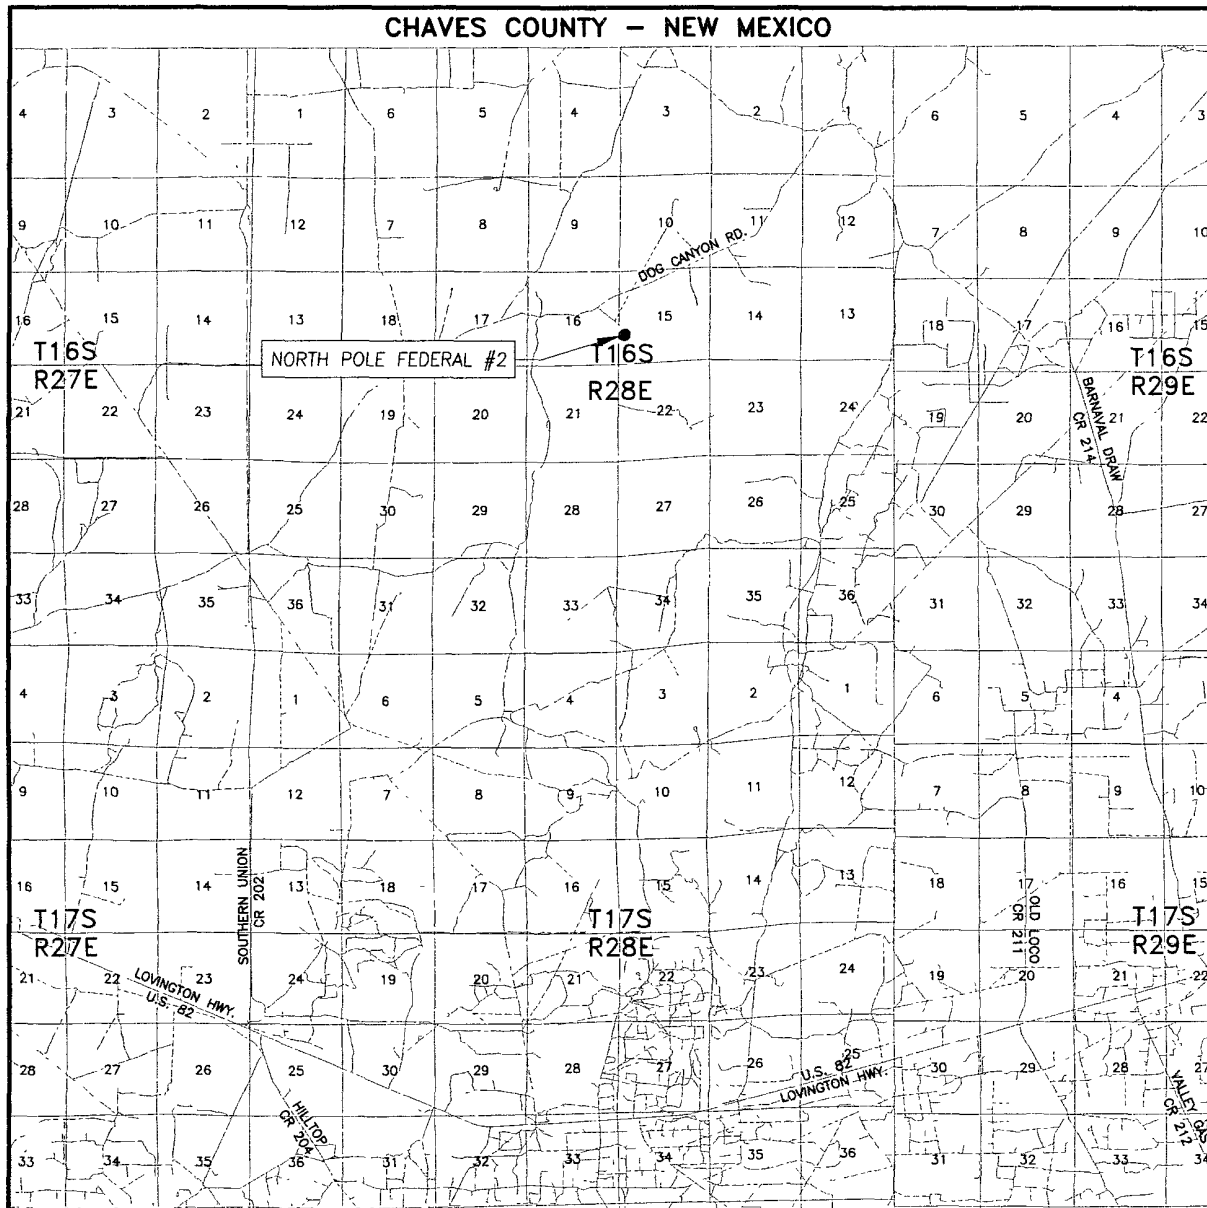 CHAVES COUNTY – NEW MEXICO
4 3 2 1 6 5 4 3 2 1 6 5 4 3
9 10 11 12 7 8 9 10 11 12 7 8 9 10
DOG CANYON RD.
16 15 14 13 18 17 16 15 14 13 18 17 16 15
NORTH POLE FEDERAL #2
T16S
R27E
T16S
R28E
T16S
R29E
21 22 23 24 19 20 21 22 23 24 19 20 21 22
BARNAVAL DRAW
CR 214
28 27 26 25 30 29 28 27 26 25 30 29 28 27
33 34 35 36 31 32 33 34 35 36 31 32 33 34
4 3 2 1 6 5 4 3 2 1 6 5 4
9 10 11 12 7 8 9 10 11 12 7 8 9 10
16 15 14 13 18 17 16 15 14 13 18 17 16 15
SOUTHERN UNION
CR 202
T17S
R27E
T17S
R28E
OLD LOCO
CR 211
T17S
R29E
21 22 23 24 19 20 21 22 23 24 19 20 21 22
LOVINGTON HWY.
U.S. 82
28 27 26 25 30 29 28 27 26 25 30 29 28 27
U.S. 82
LOVINGTON HWY.
HILLTOP
CR 204
VALLEY GAS
CR 212
33 34 35 36 31 32 33 34 35 36 31 32 33 34